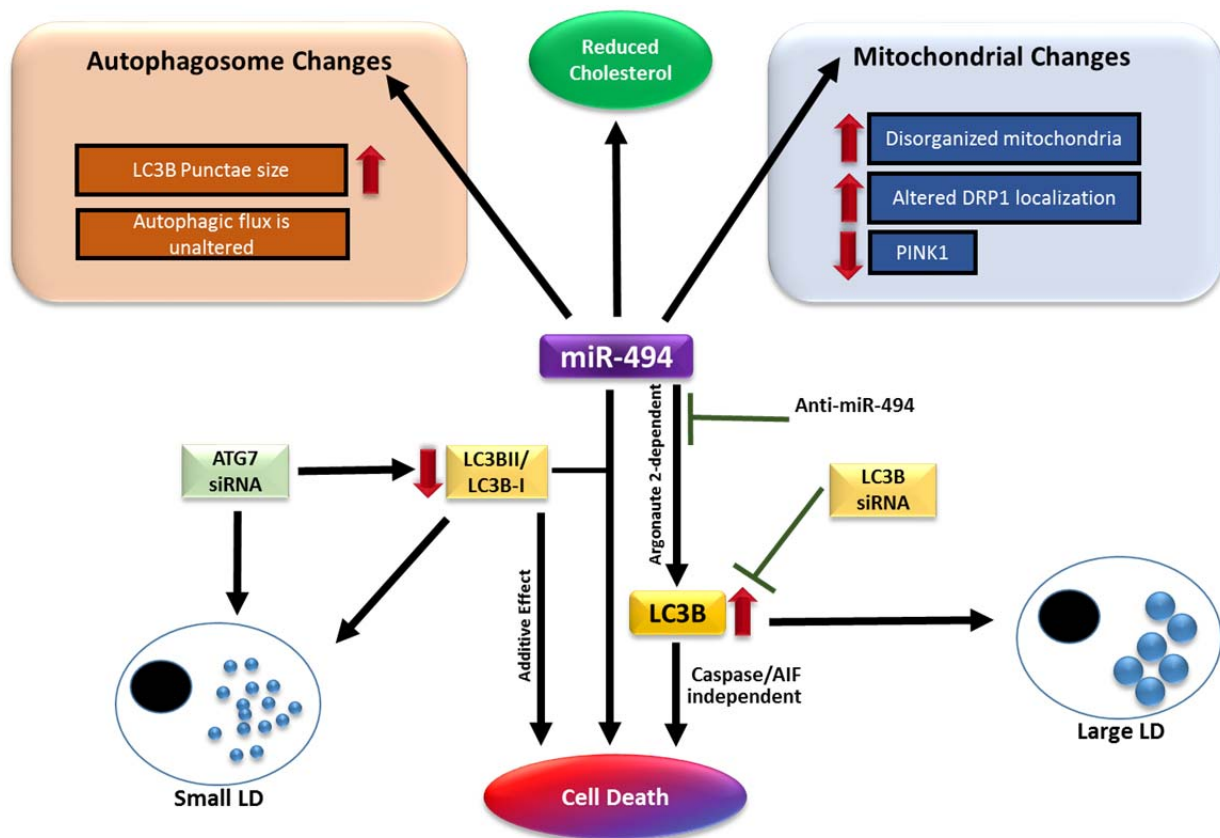 Autophagosome Changes
LC3B Punctae size
Autophagic flux is
unaltered
Reduced
Cholesterol
Mitochondrial Changes
Disorganized mitochondria
Altered DRP1 localization
PINK1
miR-494
Argonaute 2-dependent
Anti-miR-494
ATG7
siRNA
LC3BII/
LC3B-I
LC3B
siRNA
Additive Effect
LC3B
Caspase/AIF
independent
Small LD
Cell Death
Large LD